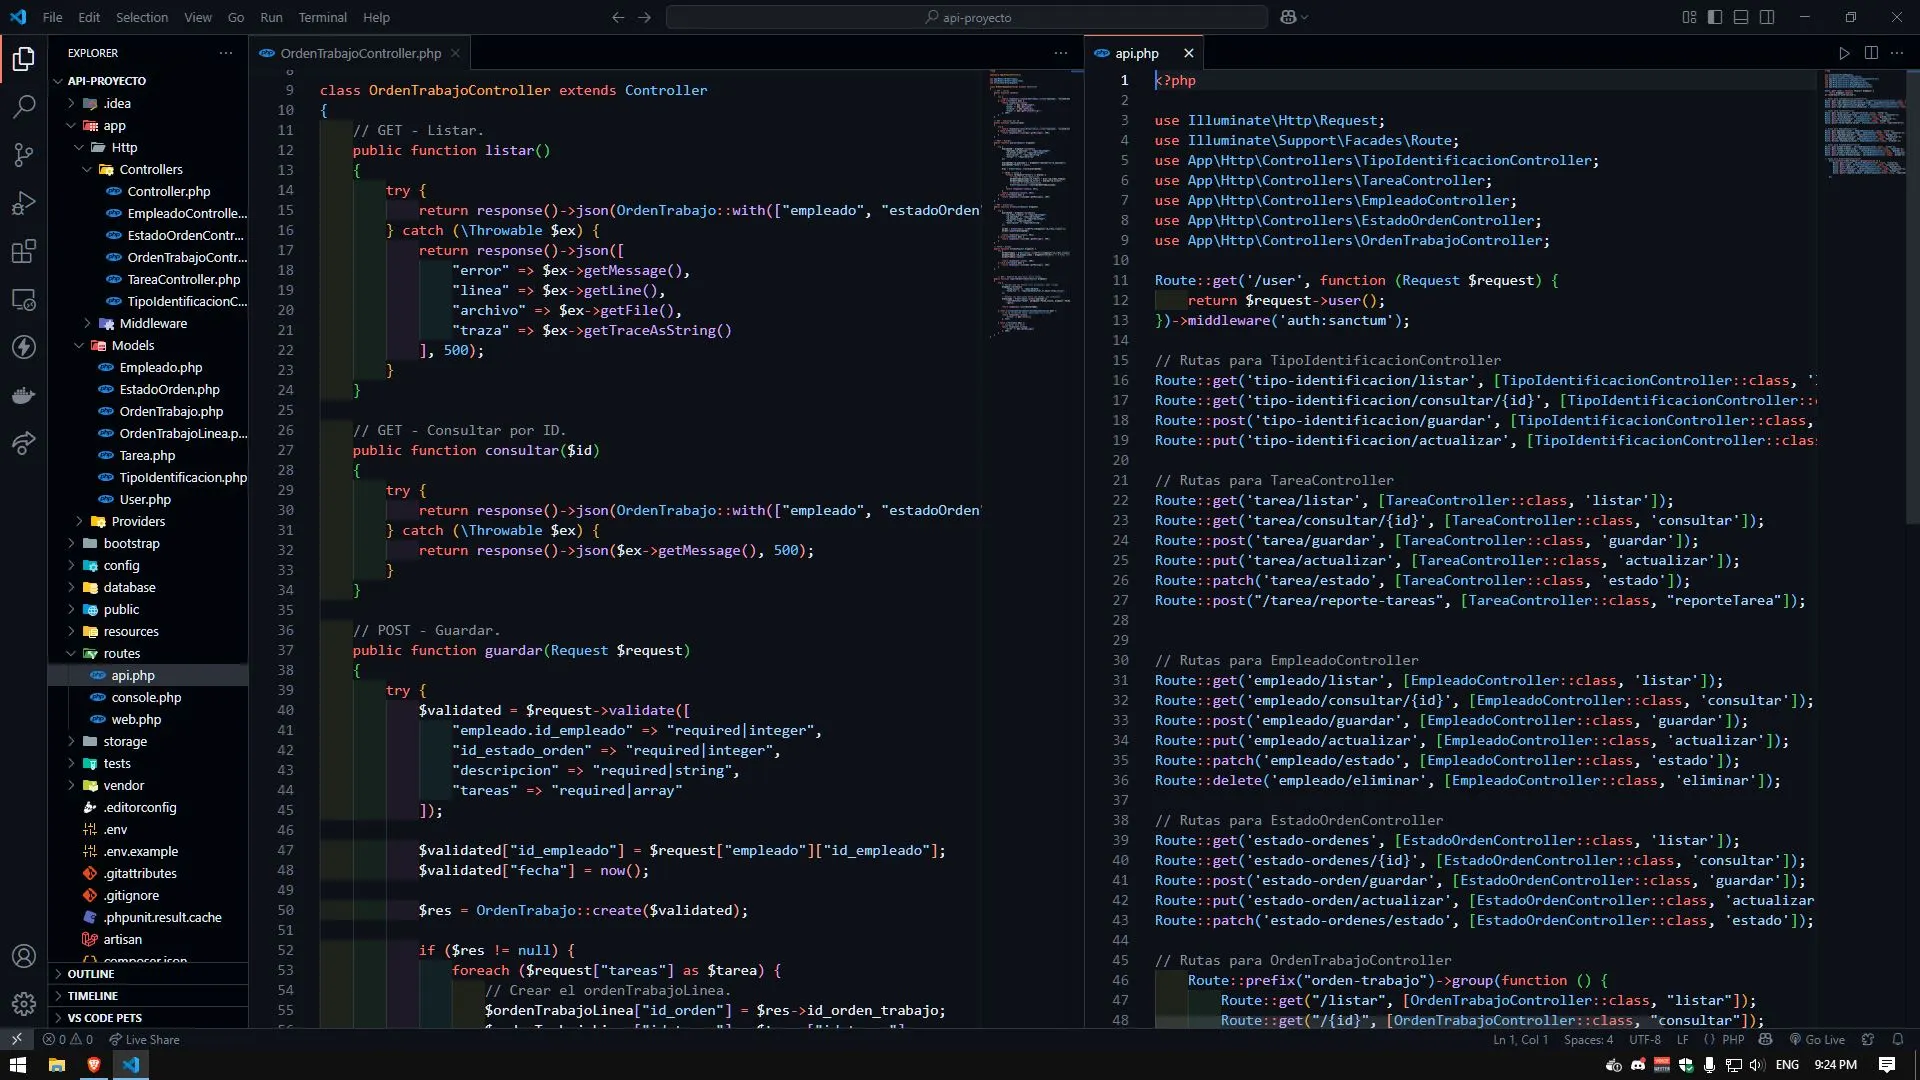 File Edit Selection View Go Run Terminal Help
api-proyecto
EXPLORER
API-PROYECTO
.idea
app
Http
Controllers
Controller.php
EmpleadoControlle...
EstadoOrdenContr...
OrdenTrabajoContr...
TareaController.php
TipoIdentificacionC...
Middleware
Models
Empleado.php
EstadoOrden.php
OrdenTrabajo.php
OrdenTrabajoLinea.p...
Tarea.php
TipoIdentificacion.php
User.php
Providers
bootstrap
config
database
public
resources
routes
api.php
console.php
web.php
storage
tests
vendor
.editorconfig
.env
.env.example
.gitattributes
.gitignore
.phpunit.result.cache
artisan
composer.json
OUTLINE
TIMELINE
VS CODE PETS
OrdenTrabajoController.php
8
9 class OrdenTrabajoController extends Controller
10 {
11 // GET - Listar.
12 public function listar()
13 {
14 try {
15 return response()->json(OrdenTrabajo::with(["empleado", "estadoOrden"
16 } catch (\Throwable $ex) {
17 return response()->json([
18 "error" => $ex->getMessage(),
19 "linea" => $ex->getLine(),
20 "archivo" => $ex->getFile(),
21 "traza" => $ex->getTraceAsString()
22 ], 500);
23 }
24 }
25
26 // GET - Consultar por ID.
27 public function consultar($id)
28 {
29 try {
30 return response()->json(OrdenTrabajo::with(["empleado", "estadoOrden"
31 } catch (\Throwable $ex) {
32 return response()->json($ex->getMessage(), 500);
33 }
34 }
35
36 // POST - Guardar.
37 public function guardar(Request $request)
38 {
39 try {
40 $validated = $request->validate([
41 "empleado.id_empleado" => "required|integer",
42 "id_estado_orden" => "required|integer",
43 "descripcion" => "required|string",
44 "tareas" => "required|array"
45 ]);
46
47 $validated["id_empleado"] = $request["empleado"]["id_empleado"];
48 $validated["fecha"] = now();
49
50 $res = OrdenTrabajo::create($validated);
51
52 if ($res != null) {
53 foreach ($request["tareas"] as $tarea) {
54 // Crear el ordenTrabajoLinea.
55 $ordenTrabajoLinea["id_orden"] = $res->id_orden_trabajo;
api.php
1 <?php
2
3 use Illuminate\Http\Request;
4 use Illuminate\Support\Facades\Route;
5 use App\Http\Controllers\TipoIdentificacionController;
6 use App\Http\Controllers\TareaController;
7 use App\Http\Controllers\EmpleadoController;
8 use App\Http\Controllers\EstadoOrdenController;
9 use App\Http\Controllers\OrdenTrabajoController;
10
11 Route::get('/user', function (Request $request) {
12 return $request->user();
13 })->middleware('auth:sanctum');
14
15 // Rutas para TipoIdentificacionController
16 Route::get('tipo-identificacion/listar', [TipoIdentificacionController::class, '
17 Route::get('tipo-identificacion/consultar/{id}', [TipoIdentificacionController::
18 Route::post('tipo-identificacion/guardar', [TipoIdentificacionController::class,
19 Route::put('tipo-identificacion/actualizar', [TipoIdentificacionController::clas
20
21 // Rutas para TareaController
22 Route::get('tarea/listar', [TareaController::class, 'listar']);
23 Route::get('tarea/consultar/{id}', [TareaController::class, 'consultar']);
24 Route::post('tarea/guardar', [TareaController::class, 'guardar']);
25 Route::put('tarea/actualizar', [TareaController::class, 'actualizar']);
26 Route::patch('tarea/estado', [TareaController::class, 'estado']);
27 Route::post("/tarea/reporte-tareas", [TareaController::class, "reporteTarea"]);
28
29
30 // Rutas para EmpleadoController
31 Route::get('empleado/listar', [EmpleadoController::class, 'listar']);
32 Route::get('empleado/consultar/{id}', [EmpleadoController::class, 'consultar']);
33 Route::post('empleado/guardar', [EmpleadoController::class, 'guardar']);
34 Route::put('empleado/actualizar', [EmpleadoController::class, 'actualizar']);
35 Route::patch('empleado/estado', [EmpleadoController::class, 'estado']);
36 Route::delete('empleado/eliminar', [EmpleadoController::class, 'eliminar']);
37
38 // Rutas para EstadoOrdenController
39 Route::get('estado-ordenes', [EstadoOrdenController::class, 'listar']);
40 Route::get('estado-ordenes/{id}', [EstadoOrdenController::class, 'consultar']);
41 Route::post('estado-orden/guardar', [EstadoOrdenController::class, 'guardar']);
42 Route::put('estado-orden/actualizar', [EstadoOrdenController::class, 'actualizar
43 Route::patch('estado-ordenes/estado', [EstadoOrdenController::class, 'estado']);
44
45 // Rutas para OrdenTrabajoController
46 Route::prefix("orden-trabajo")->group(function () {
47 Route::get("/listar", [OrdenTrabajoController::class, "listar"]);
48 Route::get("/{id}", [OrdenTrabajoController::class, "consultar"]);
0 0 Live Share
Ln 1, Col 1 Spaces: 4 UTF-8 LF PHP Go Live
ENG 9:24 PM